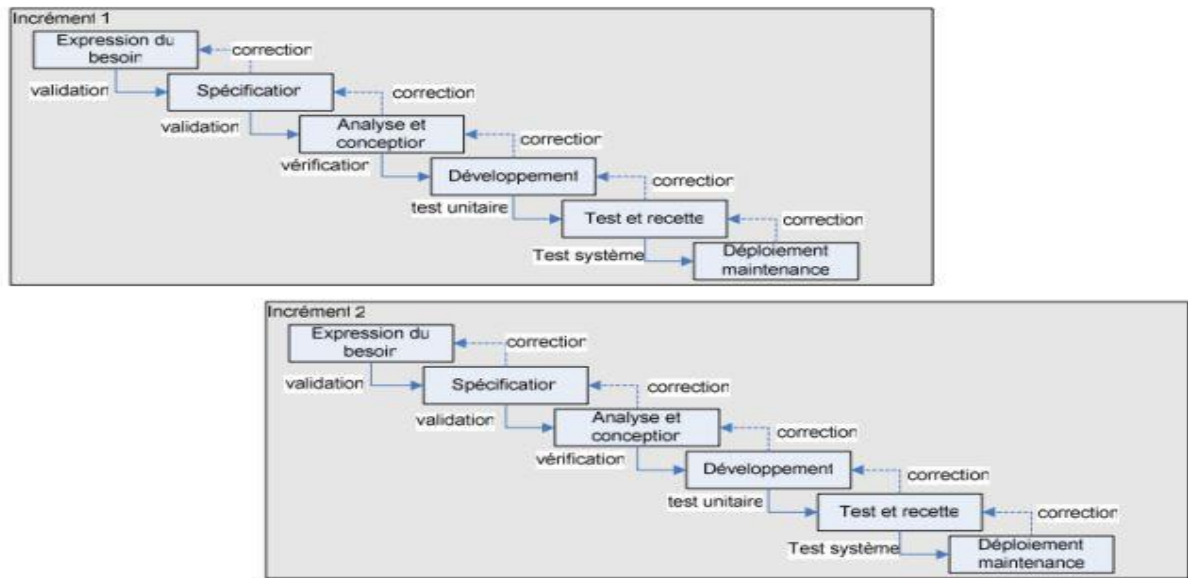 Incrément 1
Expression du
besoin
correction
validation
Spécification
correction
validation
Analyse et
conception
correction
vérification
Développement
correction
test unitaire
Test et recette
correction
Test système
Déploiement
maintenance
Incrément 2
Expression du
besoin
correction
validation
Spécification
correction
validation
Analyse et
conception
correction
vérification
Développement
correction
test unitaire
Test et recette
correction
Test système
Déploiement
maintenance